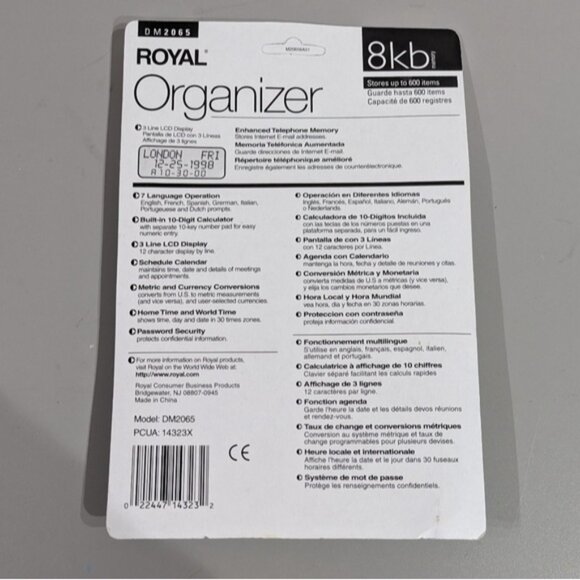 DM2065
ROYAL
Organizer
8kb memory
Stores up to 600 items
Guarde hasta 600 items
Capacité de 600 registres
3 Line LCD Display
Pantalla de LCD con 3 Líneas
Affichage de 3 lignes
LONDON FRI
12-25-1998
A10-30-00
Enhanced Telephone Memory
Stores Internet E-mail addresses.
Memoria Telefónica Aumentada
Guarde direcciones de Internet E-mail.
Répertoire téléphonique amélioré
Enregistre également les adresses de counterélectronique.
7 Language Operation
English, French, Spanish, Grerman, Italian,
Portugeuese and Dutch prompts.
Built-in 10-Digit Calculator
with separate 10-key number pad for easy
numeric entry.
3 Line LCD Display
12 character display by line.
Schedule Calendar
maintains time, date and details of meetings
and appointments.
Metric and Currency Conversions
converts from U.S. to metric measurements
(and vice versa), and user-selected currencies.
Home Time and World Time
shows time, day and date in 30 times zones.
Password Security
protects confidential information.
For more information on Royal products,
visit Royal on the World Wide Web at:
http://www.royal.com
Royal Consumer Business Products
Bridgewater, NJ 08807-0945
Made in China
Model: DM2065
PCUA: 14323X
0 22447 14323 2
CE
Operación en Diferentes Idiomas
Inglés, Francés, Español, Italiano, Alemán, Portugués
o Nederlands.
Calculadora de 10-Digitos Incluida
con las teclas de los números puestas en una
plataforma separada, para un fácil ingreso.
Pantalla de con 3 Líneas
con 12 caracteres por Línea.
Agenda con Calendario
mantenga la hora, fecha y detalle de reuniones y citas.
Conversión Métrica y Monetaria
convierta medidas de U.S a métricas (y vice versa),
y elija los cambios monetarios que desee.
Hora Local y Hora Mundial
vea hora, día y fecha en 30 zonas horarias.
Proteccion con contraseña
proteja información confidencial.
Fonctionnement multilingue
S'utilise en anglais, français, espagnol, italien,
allemand et portugais.
Calculatrice à affichage de 10 chiffres
Clavier séparé facilitant les calculs rapides
Affichage de 3 lignes
12 caractères par ligne.
Fonction agenda
Garde l'heure la date et les détails devos réunions
et rendez-vous.
Taux de change et conversions métriques
Conversion au système métrique et taux de
change programmables pour plusieurs devises.
Heure locale et Internationale
Affiche l'heure la date et le jour dans 30 fuseaux
horaires différents.
Système de mot de passe
Protège les renseignements confidentiels.